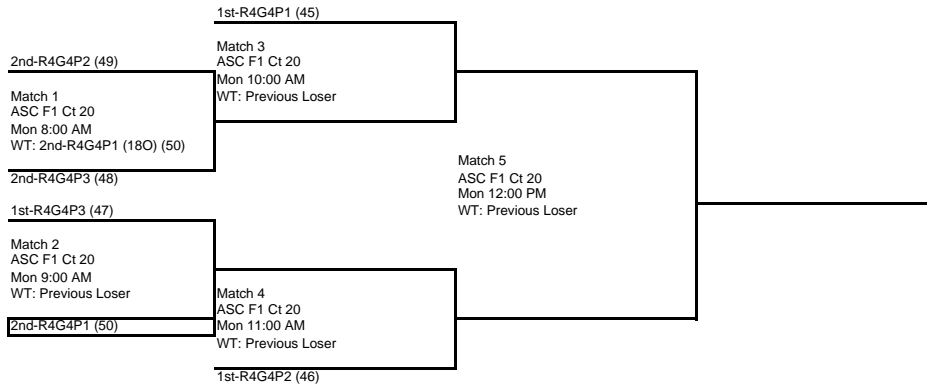 1st-R4G4P1 (45)
Match 3
ASC F1 Ct 20
Mon 10:00 AM
WT: Previous Loser
2nd-R4G4P2 (49)
Match 1
ASC F1 Ct 20
Mon 8:00 AM
WT: 2nd-R4G4P1 (18O) (50)
2nd-R4G4P3 (48)
Match 5
ASC F1 Ct 20
Mon 12:00 PM
WT: Previous Loser
1st-R4G4P3 (47)
Match 2
ASC F1 Ct 20
Mon 9:00 AM
WT: Previous Loser
2nd-R4G4P1 (50)
Match 4
ASC F1 Ct 20
Mon 11:00 AM
WT: Previous Loser
1st-R4G4P2 (46)